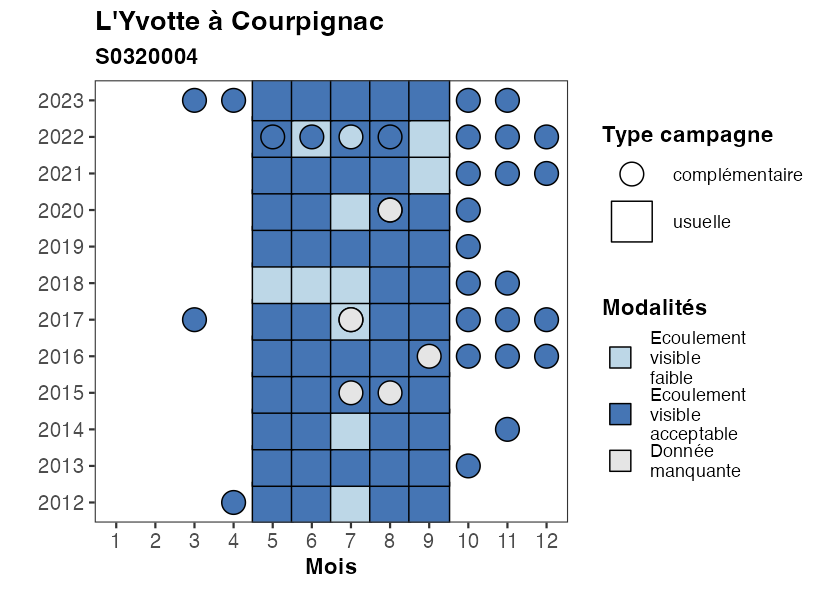 L'Yvotte à Courpignac
S0320004
2023
2022
2021
2020
2019
2018
2017
2016
2015
2014
2013
2012
1 2 3 4 5 6 7 8 9 10 11 12
Mois
Type campagne
complémentaire
usuelle
Modalités
Ecoulement
visible
faible
Ecoulement
visible
acceptable
Donnée
manquante